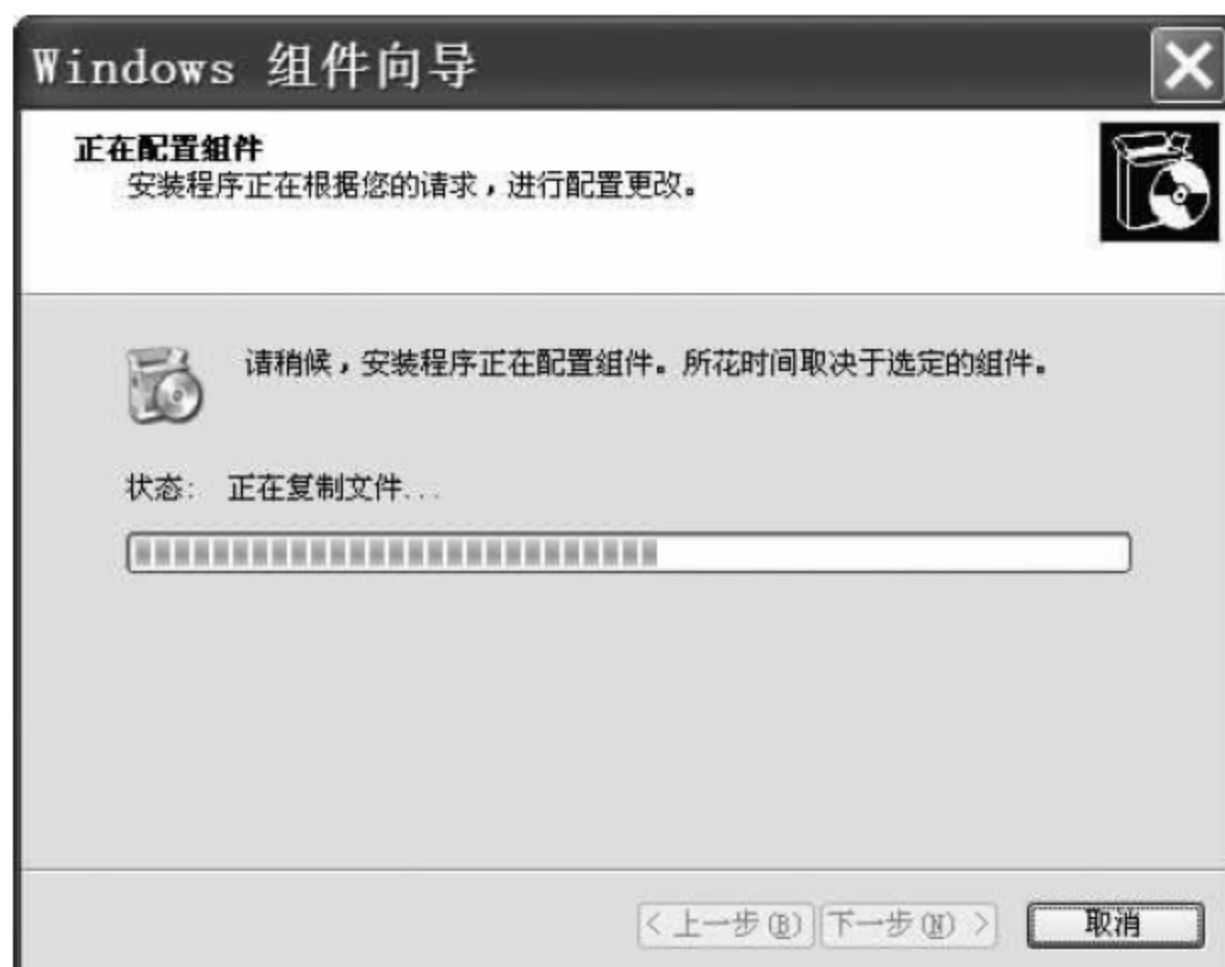 Windows 组件向导
正在配置组件
安装程序正在根据您的请求，进行配置更改。
请稍候，安装程序正在配置组件。所花时间取决于选定的组件。
状态: 正在复制文件...
< 上一步(B) 下一步(N) > 取消